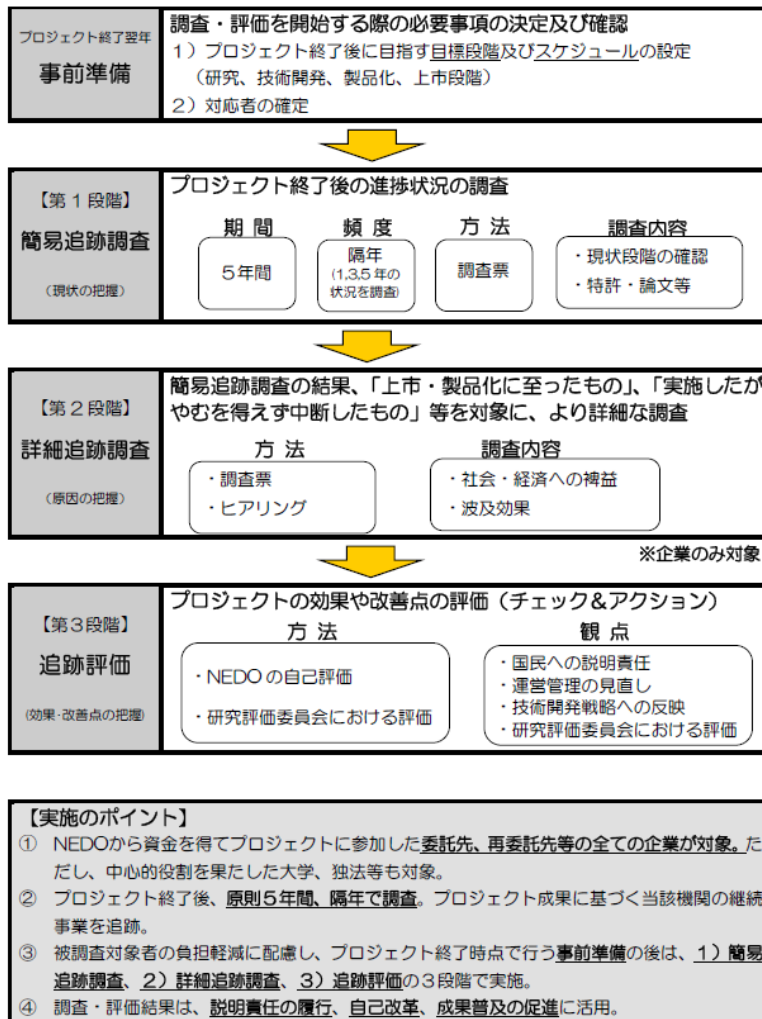 プロジェクト終了翌年
事前準備
調査・評価を開始する際の必要事項の決定及び確認
1)プロジェクト終了後に目指す目標段階及びスケジュールの設定
(研究、技術開発、製品化、上市段階)
2)対応者の確定
【第1段階】
簡易追跡調査
(現状の把握)
プロジェクト終了後の進捗状況の調査
期間
5年間
頻度
隔年
(1,3,5年の
状況を調査)
方法
調査票
調査内容
・現状段階の確認
・特許・論文等
【第2段階】
詳細追跡調査
(原因の把握)
簡易追跡調査の結果、「上市・製品化に至ったもの」、「実施したが
やむを得えず中断したもの」等を対象に、より詳細な調査
方法
・調査票
・ヒアリング
調査内容
・社会・経済への裨益
・波及効果
※企業のみ対象
【第3段階】
追跡評価
(効果・改善点の把握)
プロジェクトの効果や改善点の評価(チェック&アクション)
方法
・NEDOの自己評価
・研究評価委員会における評価
観点
・国民への説明責任
・運営管理の見直し
・技術開発戦略への反映
・研究評価委員会における評価
【実施のポイント】
① NEDOから資金を得てプロジェクトに参加した委託先、再委託先等の全ての企業が対象。た
だし、中心的役割を果たした大学、独法等も対象。
② プロジェクト終了後、原則5年間、隔年で調査。プロジェクト成果に基づく当該機関の継続
事業を追跡。
③ 被調査対象者の負担軽減に配慮し、プロジェクト終了時点で行う事前準備の後は、1)簡易
追跡調査、2)詳細追跡調査、3)追跡評価の3段階で実施。
④ 調査・評価結果は、説明責任の履行、自己改革、成果普及の促進に活用。